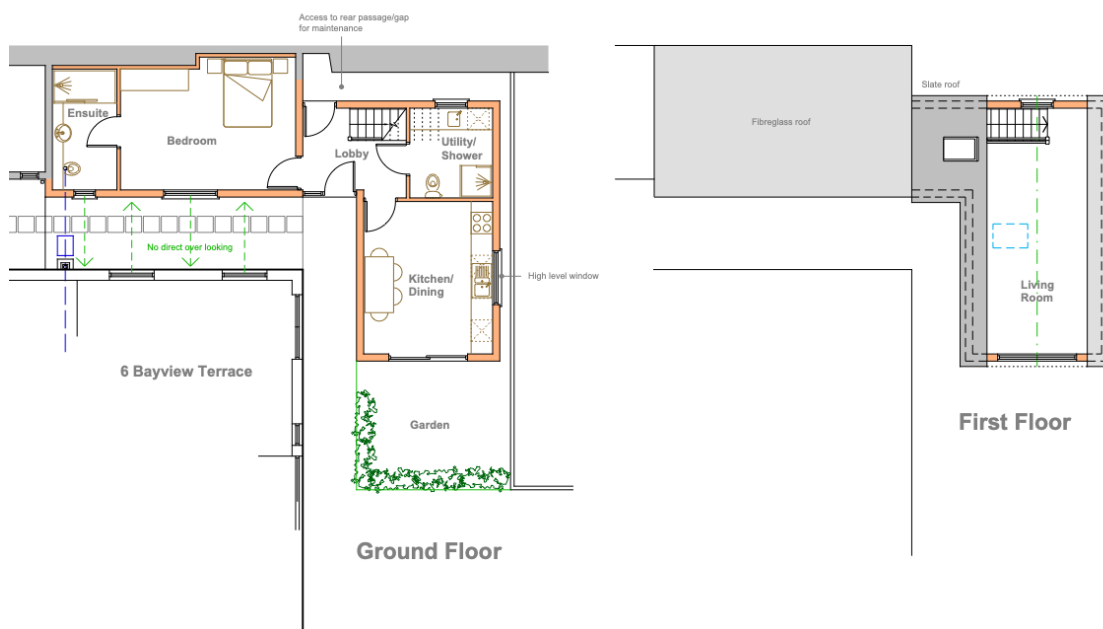 Access to rear passage/gap
for maintenance
Ensuite
Bedroom
Lobby
Utility/
Shower
No direct over looking
Kitchen/
Dining
High level window
6 Bayview Terrace
Garden
Ground Floor
Slate roof
Fibreglass roof
Living
Room
First Floor